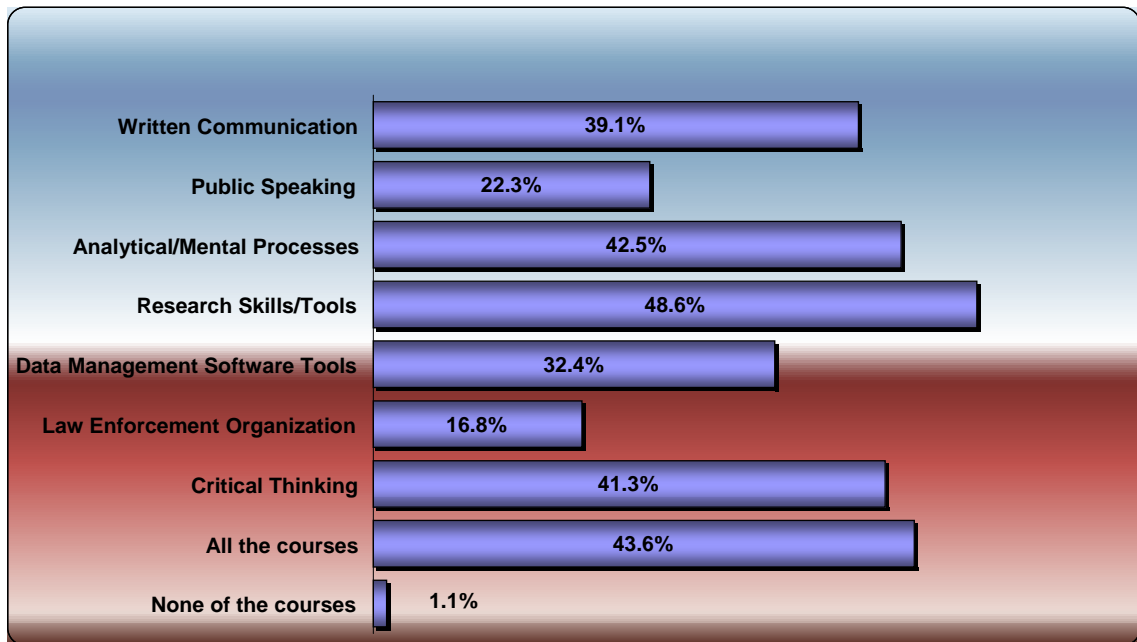 Written Communication 39.1%
Public Speaking 22.3%
Analytical/Mental Processes 42.5%
Research Skills/Tools 48.6%
Data Management Software Tools 32.4%
Law Enforcement Organization 16.8%
Critical Thinking 41.3%
All the courses 43.6%
None of the courses 1.1%